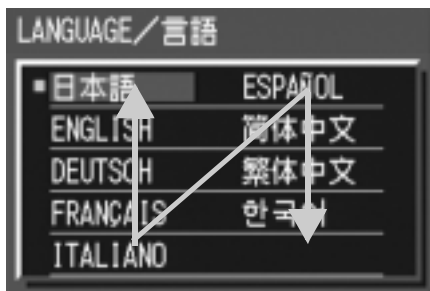 LANGUAGE／言語
日本語
ENGLISH
DEUTSCH
FRANÇAIS
ITALIANO
ESPAÑOL
简体中文
繁体中文
한국어